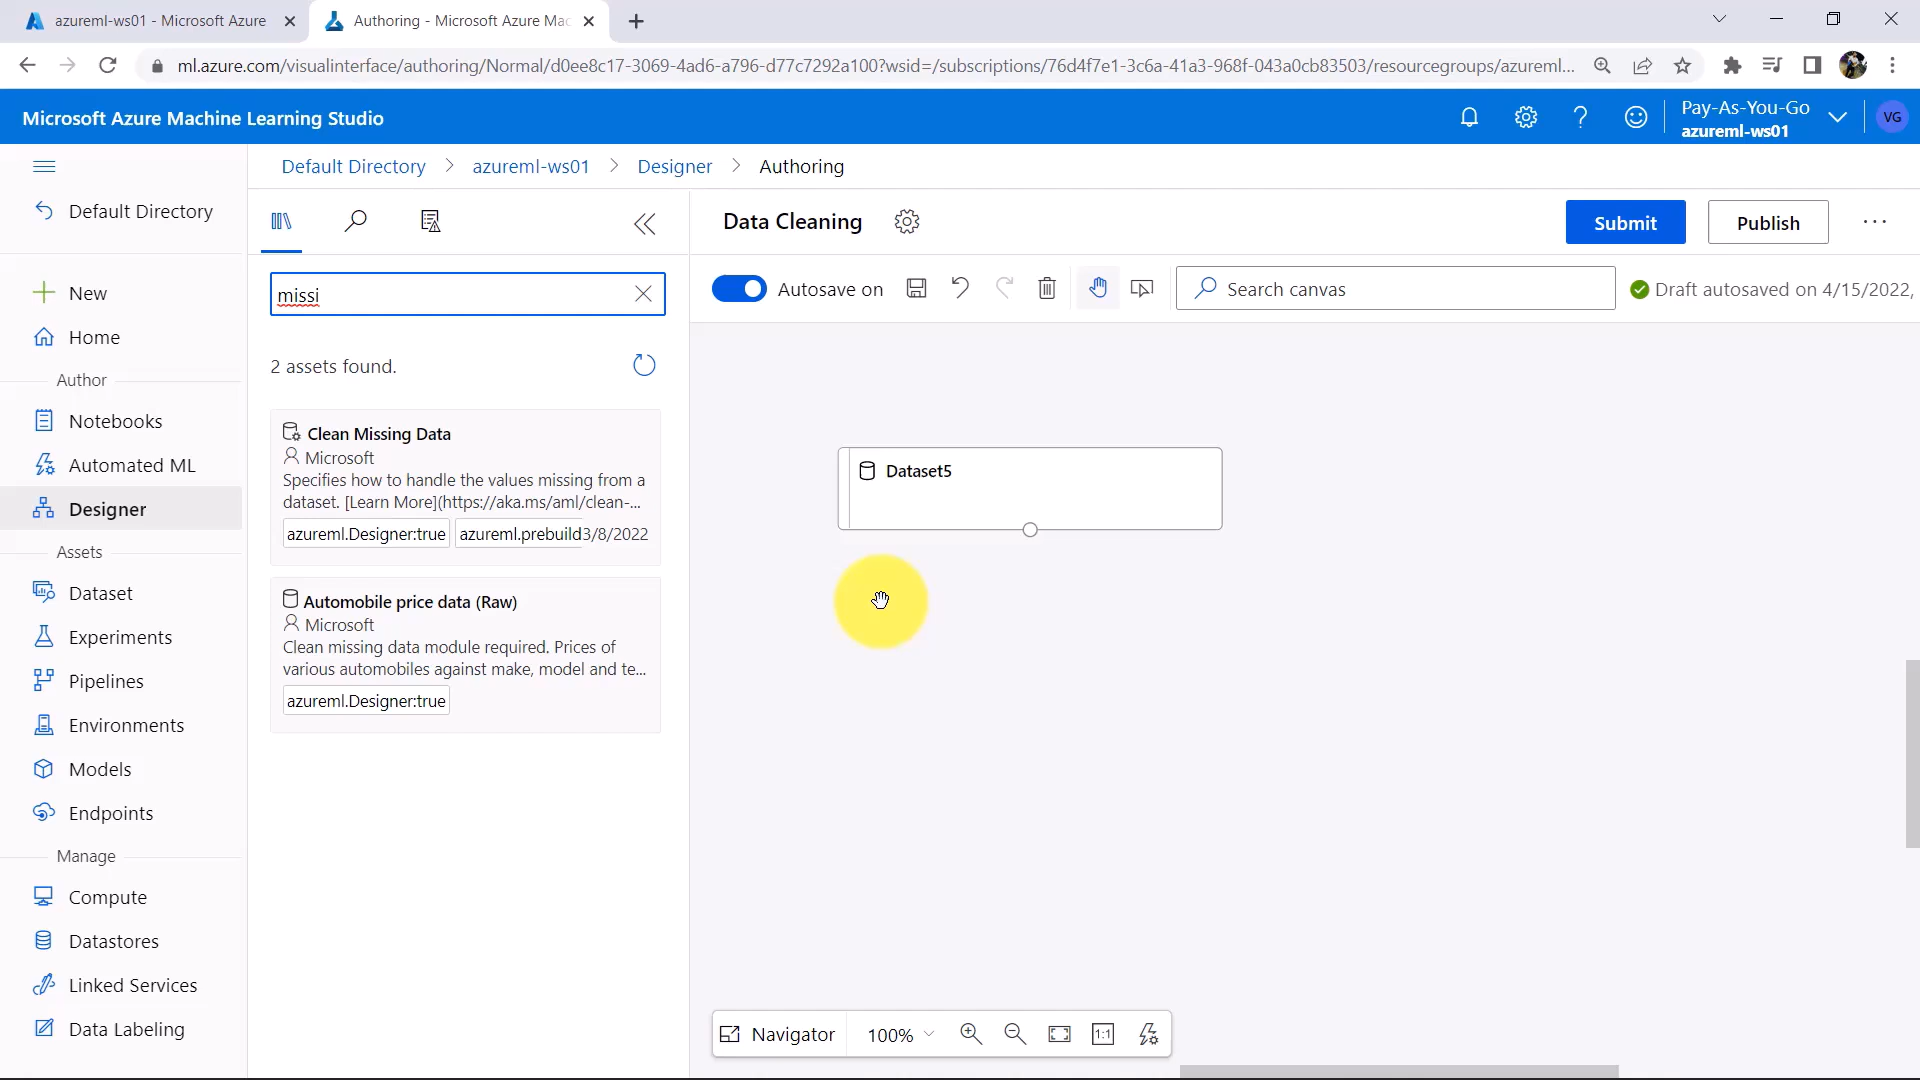 azureml-ws01 - Microsoft Azure
Authoring - Microsoft Azure Mac
ml.azure.com/visualinterface/authoring/Normal/d0ee8c17-3069-4ad6-a796-d77c7292a100?wsid=/subscriptions/76d4f7e1-3c6a-41a3-968f-043a0cb83503/resourcegroups/azureml...
Microsoft Azure Machine Learning Studio
Pay-As-You-Go
azureml-ws01
VG
Default Directory
New
Home
Author
Notebooks
Automated ML
Designer
Assets
Dataset
Experiments
Pipelines
Environments
Models
Endpoints
Manage
Compute
Datastores
Linked Services
Data Labeling
Default Directory > azureml-ws01 > Designer > Authoring
missi
2 assets found.
Clean Missing Data
Microsoft
Specifies how to handle the values missing from a
dataset. [Learn More](https://aka.ms/aml/clean-...
azureml.Designer:true azureml.prebuild 3/8/2022
Automobile price data (Raw)
Microsoft
Clean missing data module required. Prices of
various automobiles against make, model and te...
azureml.Designer:true
Data Cleaning
Submit
Publish
Autosave on
Search canvas
Draft autosaved on 4/15/2022,
Dataset5
Navigator
100%
1:1